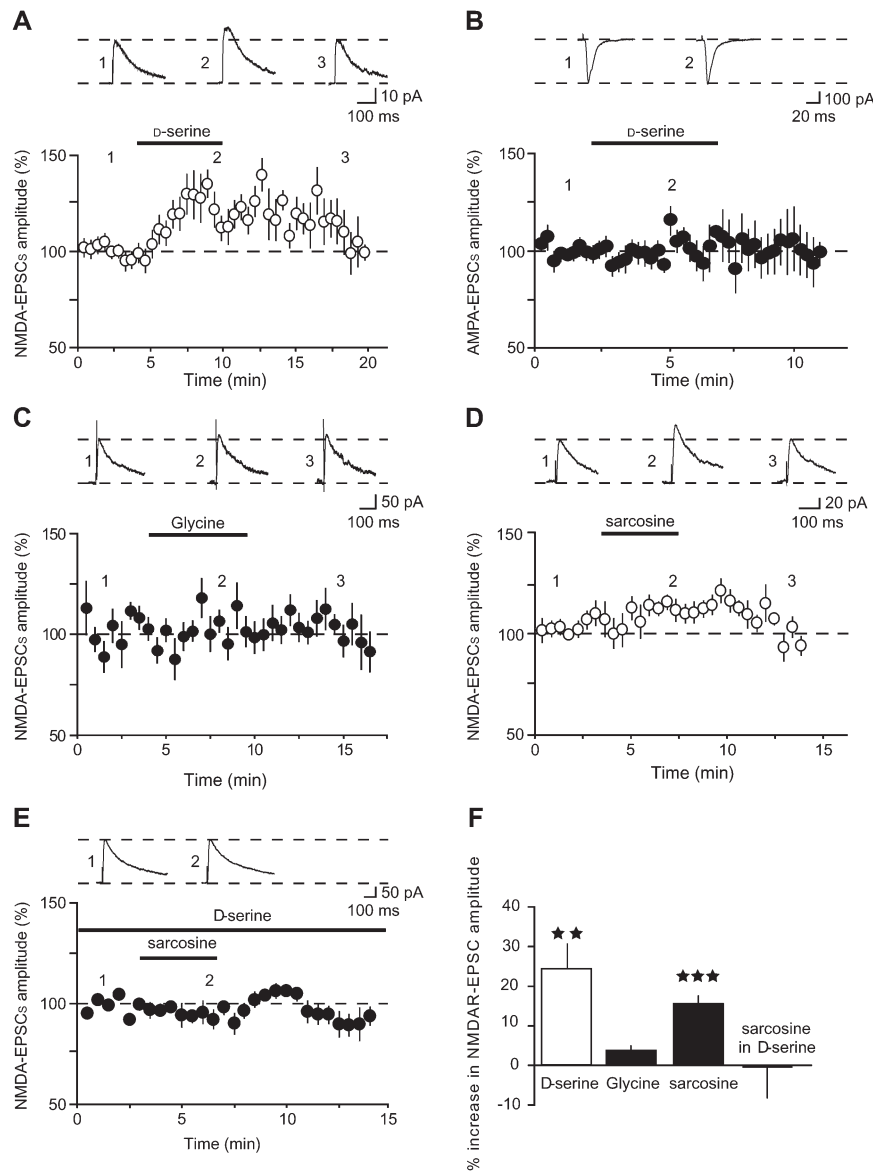 A
1
2
3
10 pA
100 ms
D-serine
1
2
3
NMDA-EPSCs amplitude (%)
150
100
50
0
5
10
15
20
Time (min)
B
1
2
100 pA
20 ms
D-serine
1
2
AMPA-EPSCs amplitude (%)
150
100
50
0
5
10
Time (min)
C
1
2
3
50 pA
100 ms
Glycine
1
2
3
NMDA-EPSCs amplitude (%)
150
100
50
0
5
10
15
Time (min)
D
1
2
3
20 pA
100 ms
sarcosine
1
2
3
NMDA-EPSCs amplitude (%)
150
100
50
0
5
10
15
Time (min)
E
1
2
50 pA
100 ms
D-serine
sarcosine
1
2
NMDA-EPSCs amplitude (%)
150
100
50
0
5
10
15
Time (min)
F
% increase in NMDAR-EPSC amplitude
40
30
20
10
0
-10
★★
★★★
sarcosine
in D-serine
D-serine
Glycine
sarcosine